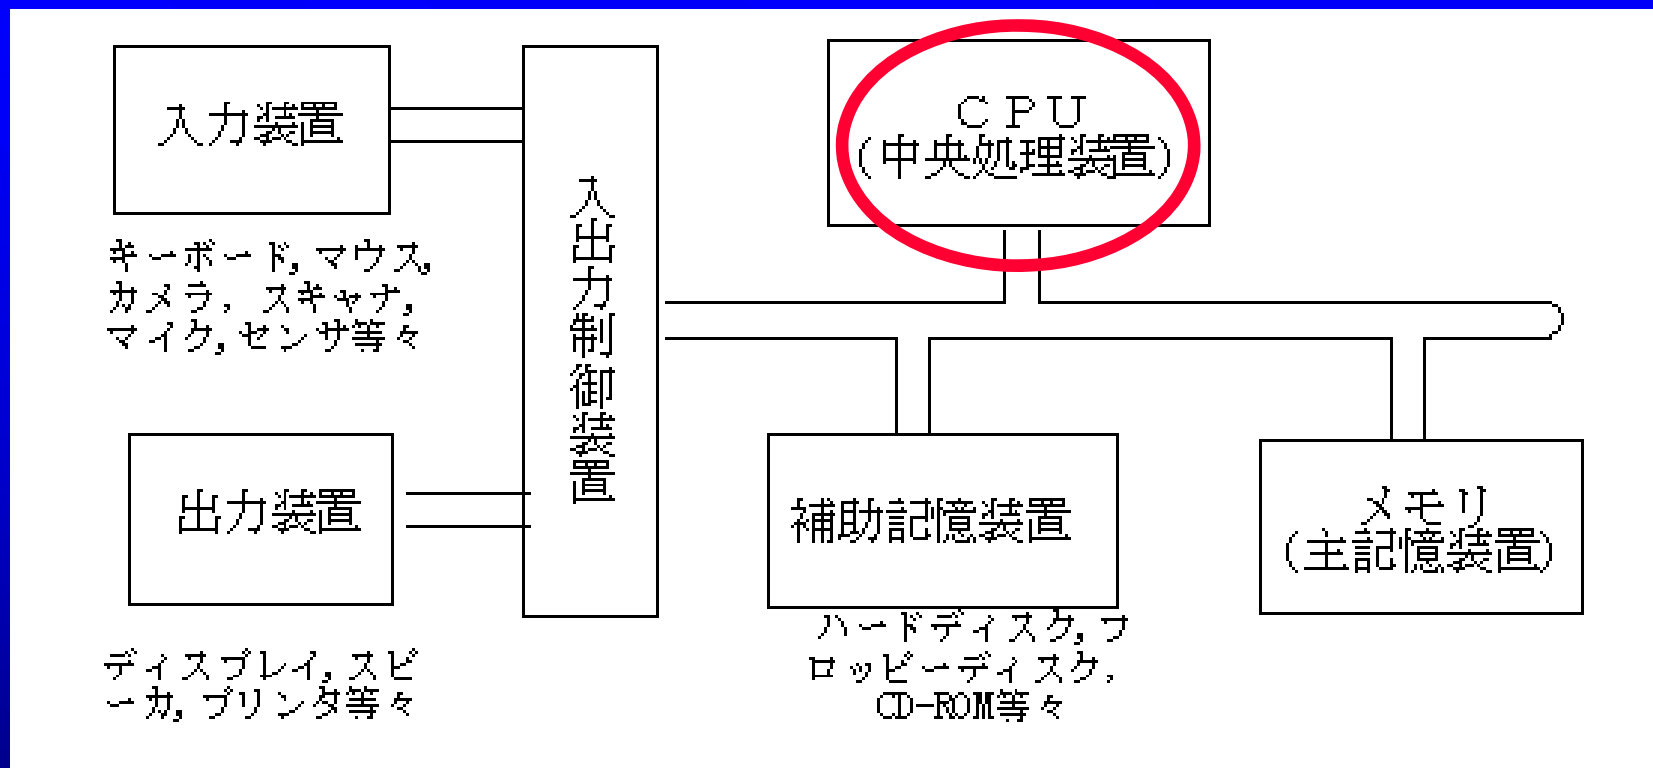 入力装置
キーボード, マウス,
カメラ, スキャナ,
マイク, センサ等々
出力装置
ディスプレイ, スピ
ーカ, プリンタ等々
入出力制御装置
CPU
(中央処理装置)
補助記憶装置
ハードディスク, フ
ロッピーディスク,
CD-ROM等々
メモリ
(主記憶装置)